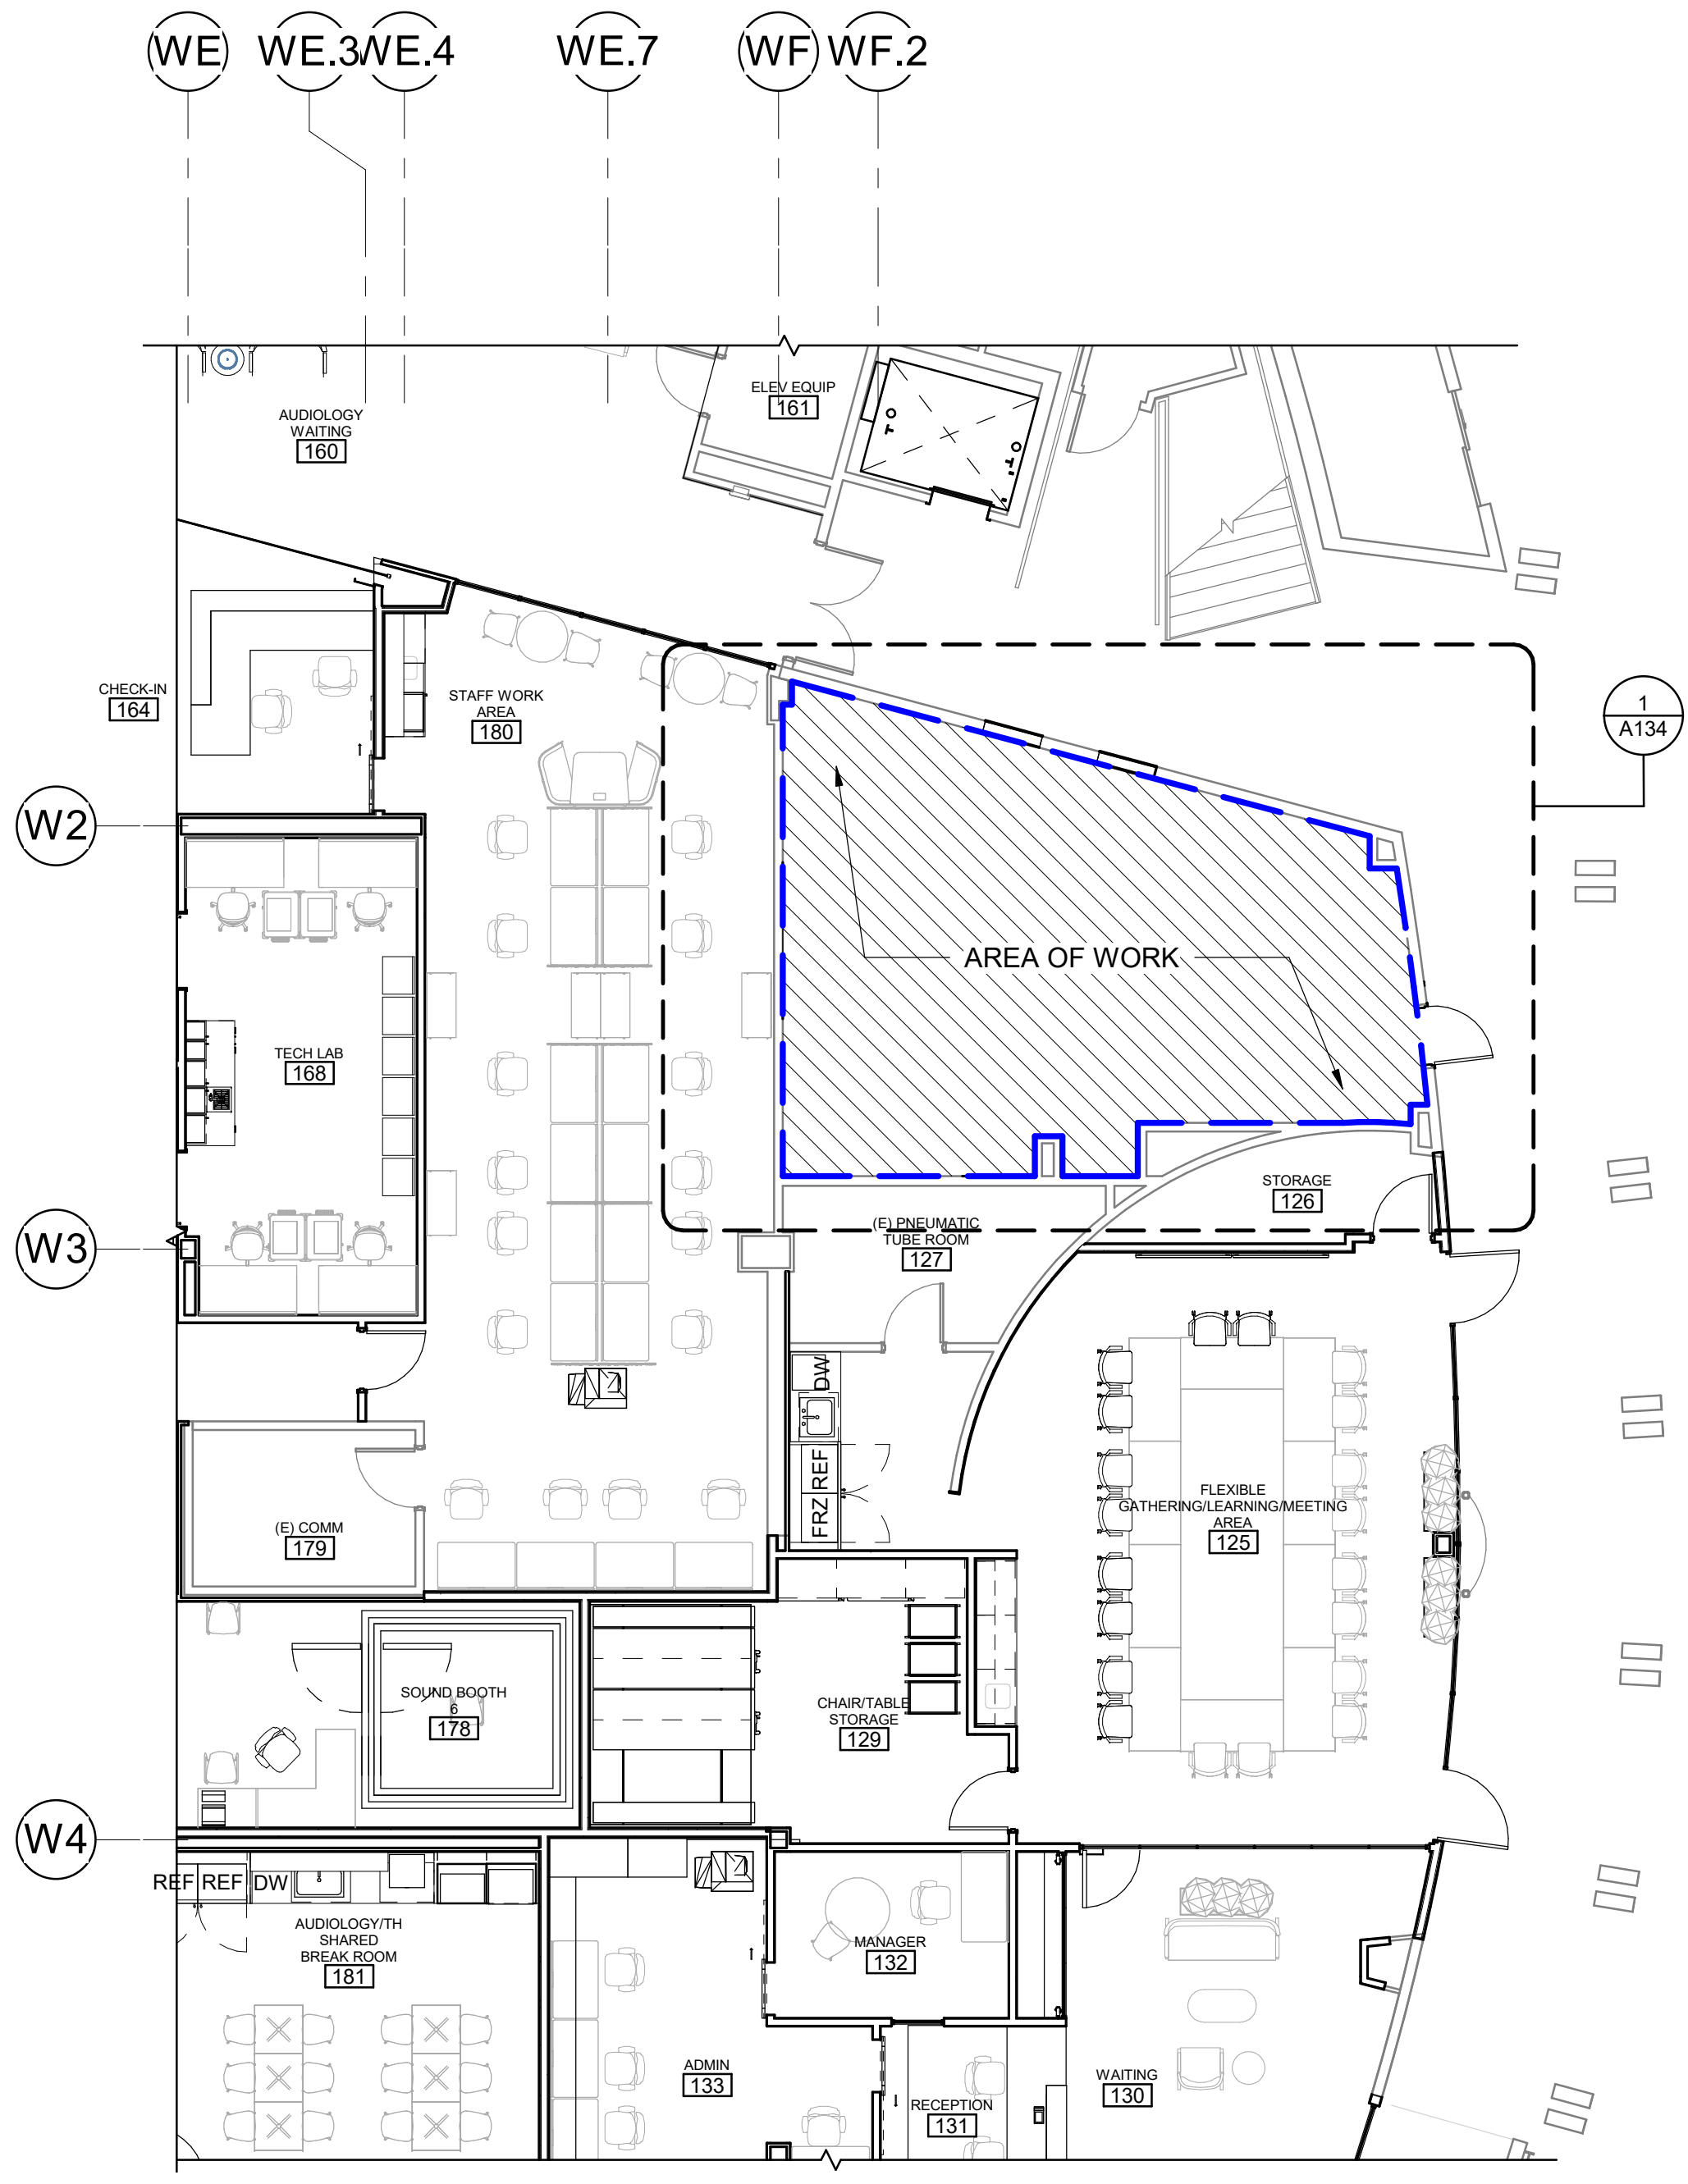 WE
WE.3
WE.4
WE.7
WF
WF.2
ELEV EQUIP
161
AUDIOLOGY
WAITING
160
CHECK-IN
164
STAFF WORK
AREA
180
1
A134
W2
AREA OF WORK
TECH LAB
168
STORAGE
126
(E) PNEUMATIC
TUBE ROOM
127
W3
DW
REF
FRZ
FLEXIBLE
GATHERING/LEARNING/MEETING
AREA
125
(E) COMM
179
SOUND BOOTH
6
178
CHAIR/TABLE
STORAGE
129
W4
REF
REF
DW
AUDIOLOGY/TH
SHARED
BREAK ROOM
181
MANAGER
132
ADMIN
133
RECEPTION
131
WAITING
130